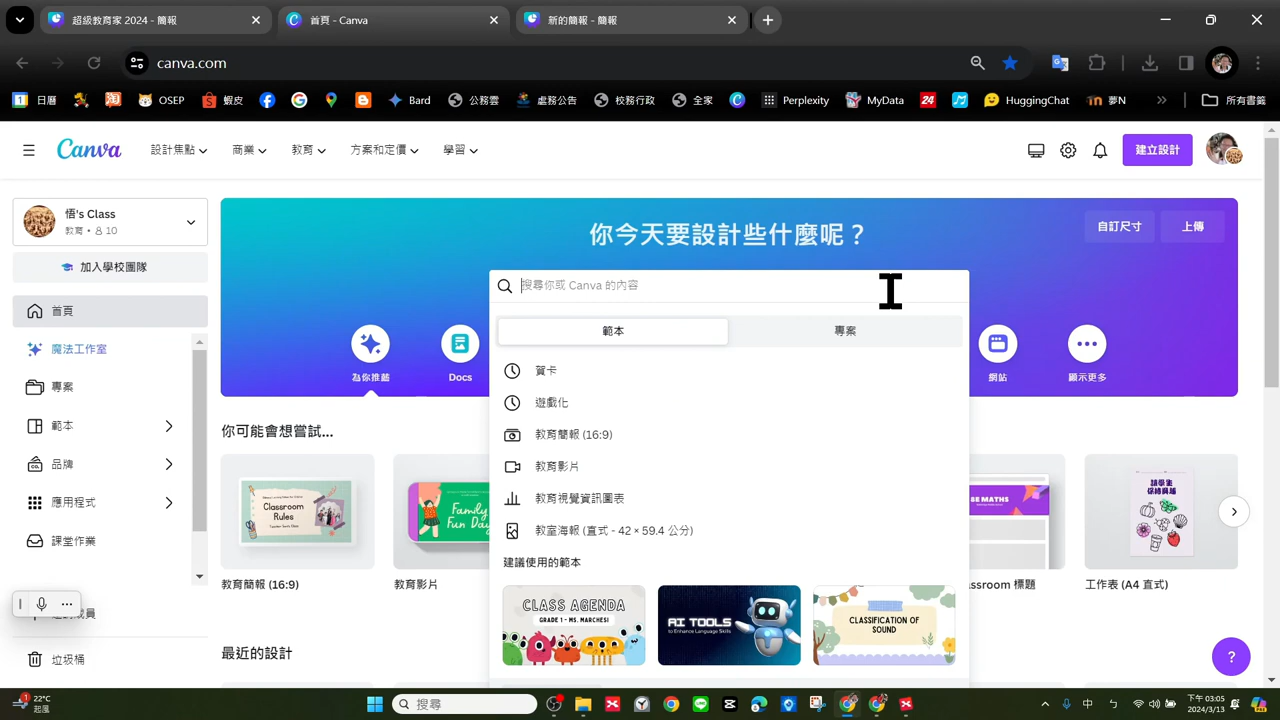 超級教育家 2024 - 簡報
首頁 - Canva
新的簡報 - 簡報
canva.com
日曆
淘
OSEP
蝦皮
Bard
公務雲
處務公告
校務行政
全家
Perplexity
MyData
24
HuggingChat
夢N
所有書籤
Canva
設計焦點
商業
教育
方案和定價
學習
建立設計
悟's Class
教育 • 10
加入學校團隊
首頁
魔法工作室
專案
範本
品牌
應用程式
課堂作業
垃圾桶
你今天要設計些什麼呢？
自訂尺寸
上傳
搜尋你或 Canva 的內容
範本
專案
為你推薦
Docs
網站
顯示更多
賀卡
遊戲化
教育簡報 (16:9)
教育影片
教育視覺資訊圖表
教室海報 (直式 - 42 × 59.4 公分)
建議使用的範本
CLASS AGENDA
GRADE 1 - MS. MARCHESI
AI TOOLS
to Enhance Language Skills
CLASSIFICATION OF
SOUND
你可能會想嘗試...
Classroom
Rules
Family
Fun Day
BE MATHS
教育簡報 (16:9)
教育影片
ssroom 標題
工作表 (A4 直式)
最近的設計
?
22°C
起風
搜尋
中
下午 03:05
2024/3/13